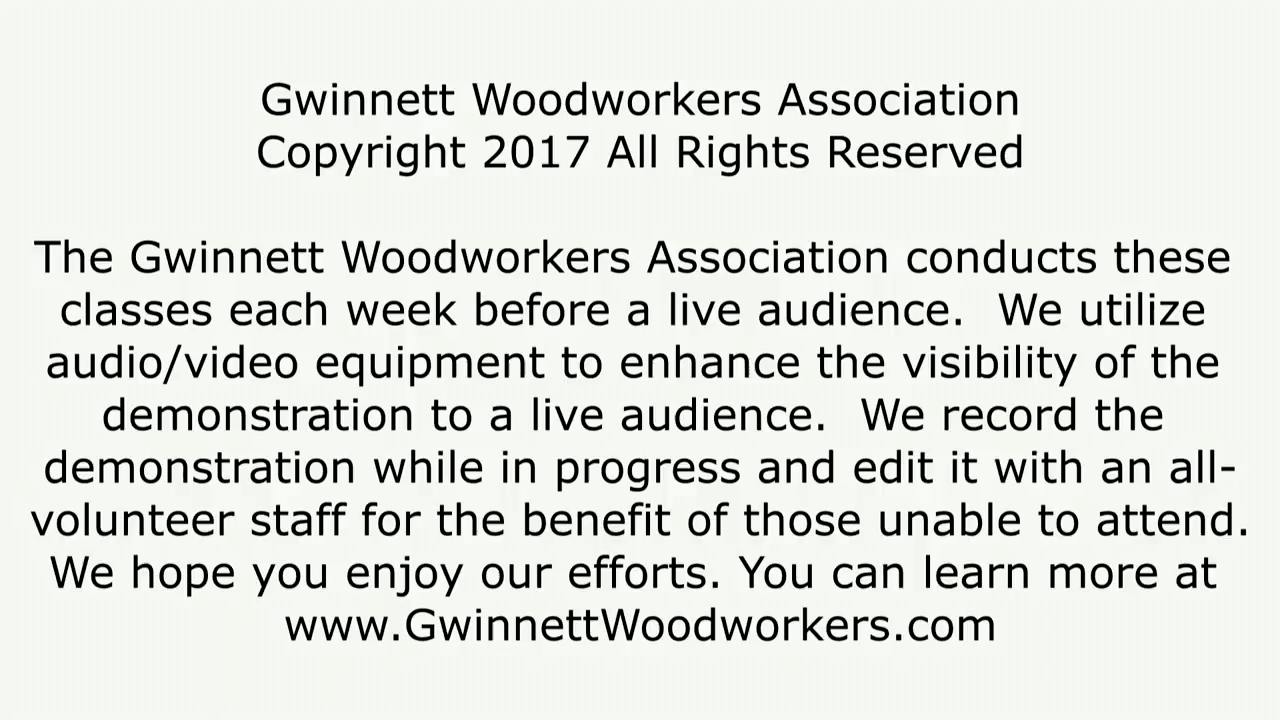 Gwinnett Woodworkers Association
Copyright 2017 All Rights Reserved
The Gwinnett Woodworkers Association conducts these
classes each week before a live audience.  We utilize
audio/video equipment to enhance the visibility of the
demonstration to a live audience.  We record the
demonstration while in progress and edit it with an all-
volunteer staff for the benefit of those unable to attend.
We hope you enjoy our efforts. You can learn more at
www.GwinnettWoodworkers.com